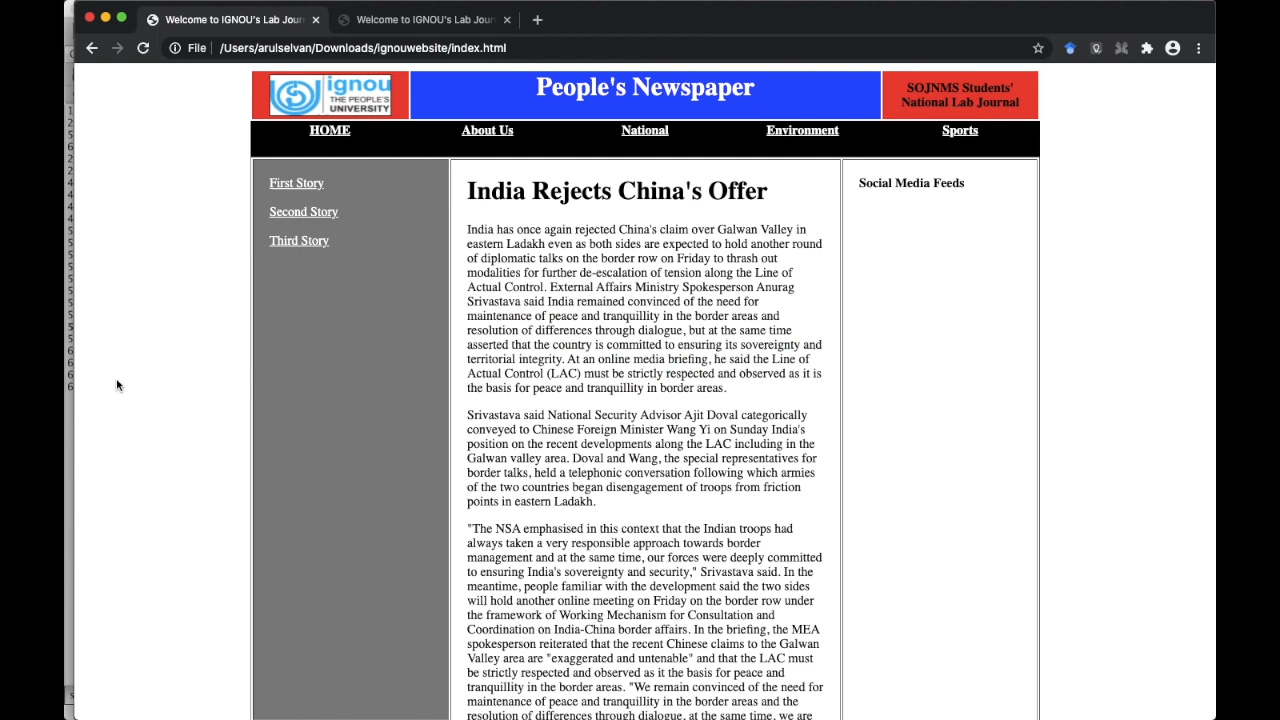 Welcome to IGNOU's Lab Jour
Welcome to IGNOU's Lab Jour
File
/Users/arulselvan/Downloads/ignouwebsite/index.html
ignou
THE PEOPLE'S
UNIVERSITY
People's Newspaper
SOJNMS Students'
National Lab Journal
HOME
About Us
National
Environment
Sports
First Story
Second Story
Third Story
India Rejects China's Offer
India has once again rejected China's claim over Galwan Valley in
eastern Ladakh even as both sides are expected to hold another round
of diplomatic talks on the border row on Friday to thrash out
modalities for further de-escalation of tension along the Line of
Actual Control. External Affairs Ministry Spokesperson Anurag
Srivastava said India remained convinced of the need for
maintenance of peace and tranquillity in the border areas and
resolution of differences through dialogue, but at the same time
asserted that the country is committed to ensuring its sovereignty and
territorial integrity. At an online media briefing, he said the Line of
Actual Control (LAC) must be strictly respected and observed as it is
the basis for peace and tranquillity in border areas.
Srivastava said National Security Advisor Ajit Doval categorically
conveyed to Chinese Foreign Minister Wang Yi on Sunday India's
position on the recent developments along the LAC including in the
Galwan valley area. Doval and Wang, the special representatives for
border talks, held a telephonic conversation following which armies
of the two countries began disengagement of troops from friction
points in eastern Ladakh.
"The NSA emphasised in this context that the Indian troops had
always taken a very responsible approach towards border
management and at the same time, our forces were deeply committed
to ensuring India's sovereignty and security," Srivastava said. In the
meantime, people familiar with the development said the two sides
will hold another online meeting on Friday on the border row under
the framework of Working Mechanism for Consultation and
Coordination on India-China border affairs. In the briefing, the MEA
spokesperson reiterated that the recent Chinese claims to the Galwan
Valley area are "exaggerated and untenable" and that the LAC must
be strictly respected and observed as it the basis for peace and
tranquillity in the border areas. "We remain convinced of the need for
maintenance of peace and tranquillity in the border areas and
resolution of differences through dialogue, at the same time, we are
Social Media Feeds